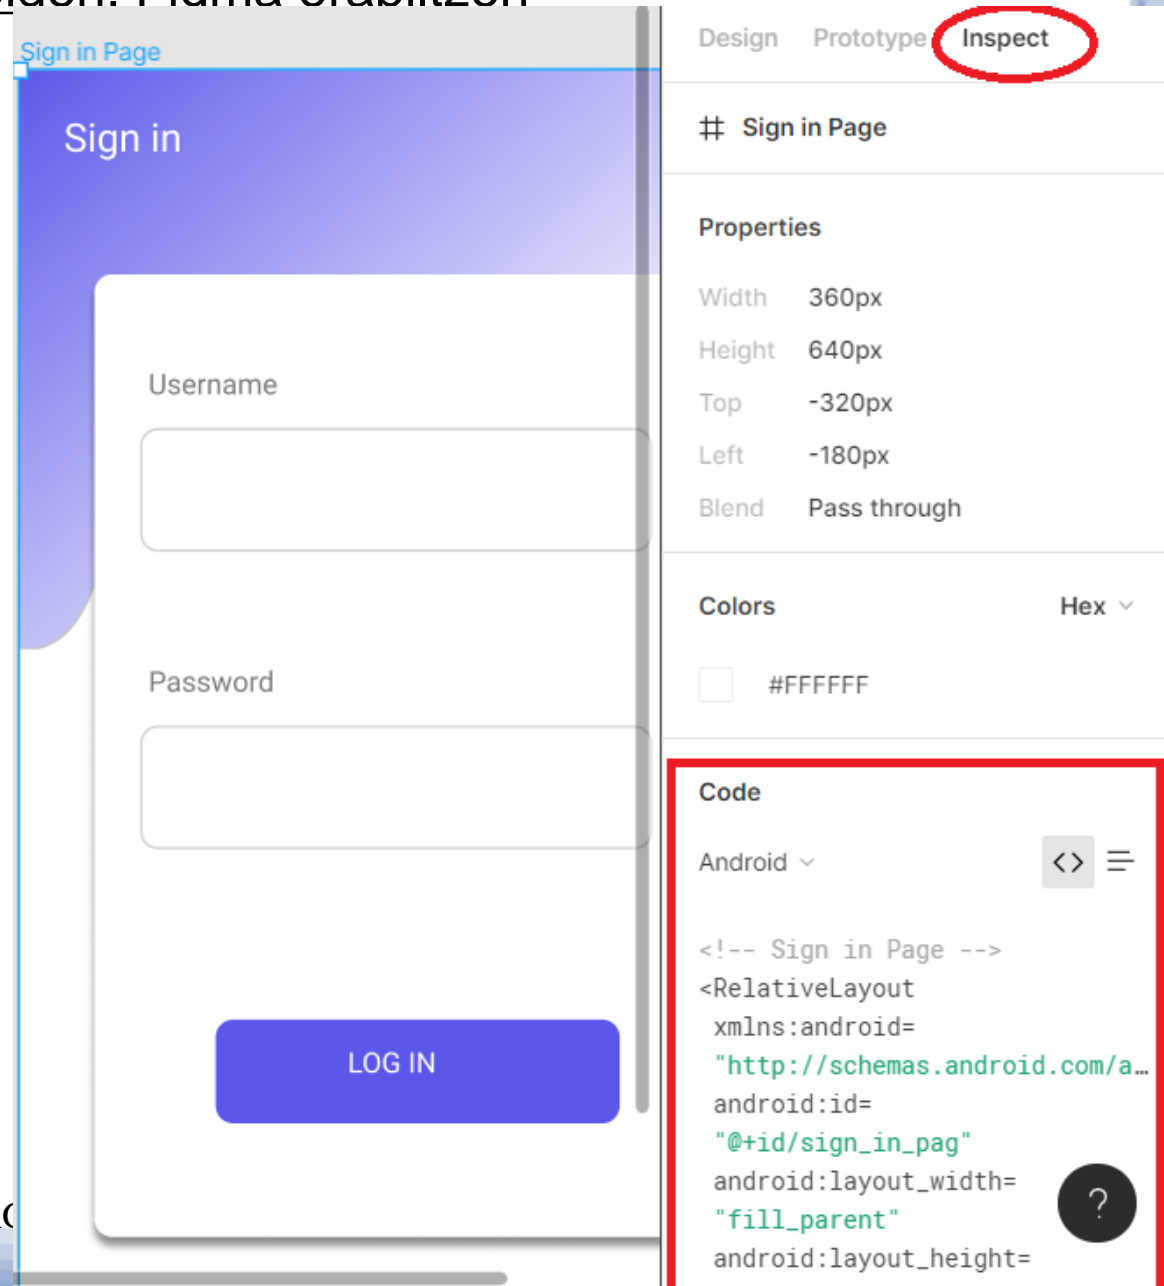 Figma erabiltzen
Sign in Page
Sign in
Username
Password
LOG IN
Design Prototype Inspect
Sign in Page
Properties
Width 360px
Height 640px
Top -320px
Left -180px
Blend Pass through
Colors Hex
#FFFFFF
Code
Android <>
<!-- Sign in Page -->
<RelativeLayout
xmlns:android=
"http://schemas.android.com/a…
android:id=
"@+id/sign_in_pag"
android:layout_width=
"fill_parent"
android:layout_height=
?